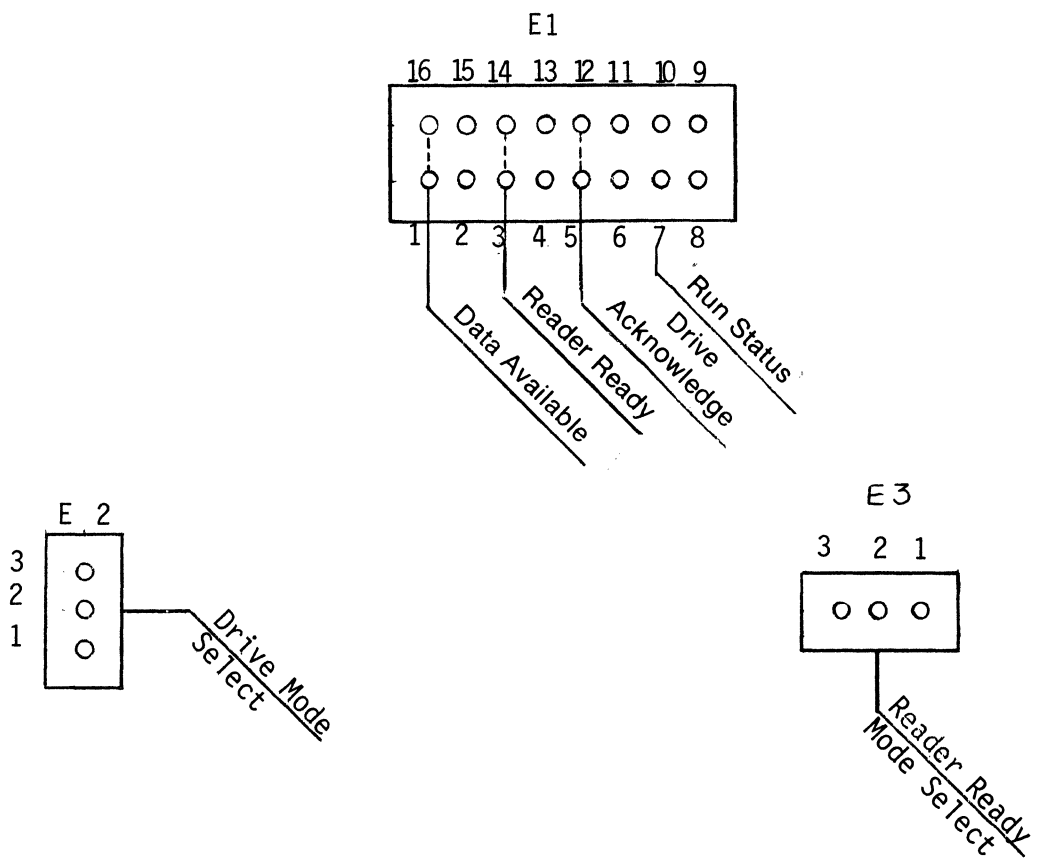 E1
16 15 14 13 12 11 10 9
1 2 3 4 5 6 7 8
Data Available
Reader Ready
Drive
Acknowledge
Run Status
E 2
3
2
1
Drive Mode
Select
E3
3 2 1
Reader Ready
Mode Select